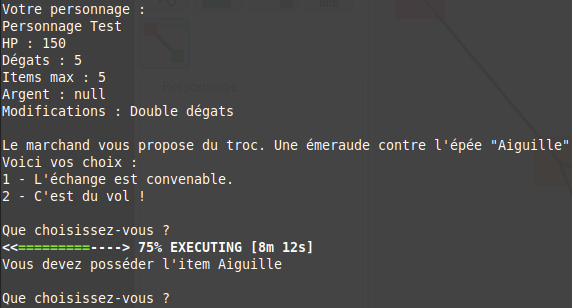 Votre personnage :
Personnage Test
HP : 150
Dégats : 5
Items max : 5
Argent : null
Modifications : Double dégats
Le marchand vous propose du troc. Une émeraude contre l'épée "Aiguille"
Voici vos choix :
1 - L'échange est convenable.
2 - C'est du vol !
Que choisissez-vous ?
<<=========----> 75% EXECUTING [8m 12s]
Vous devez posséder l'item Aiguille
Que choisissez-vous ?